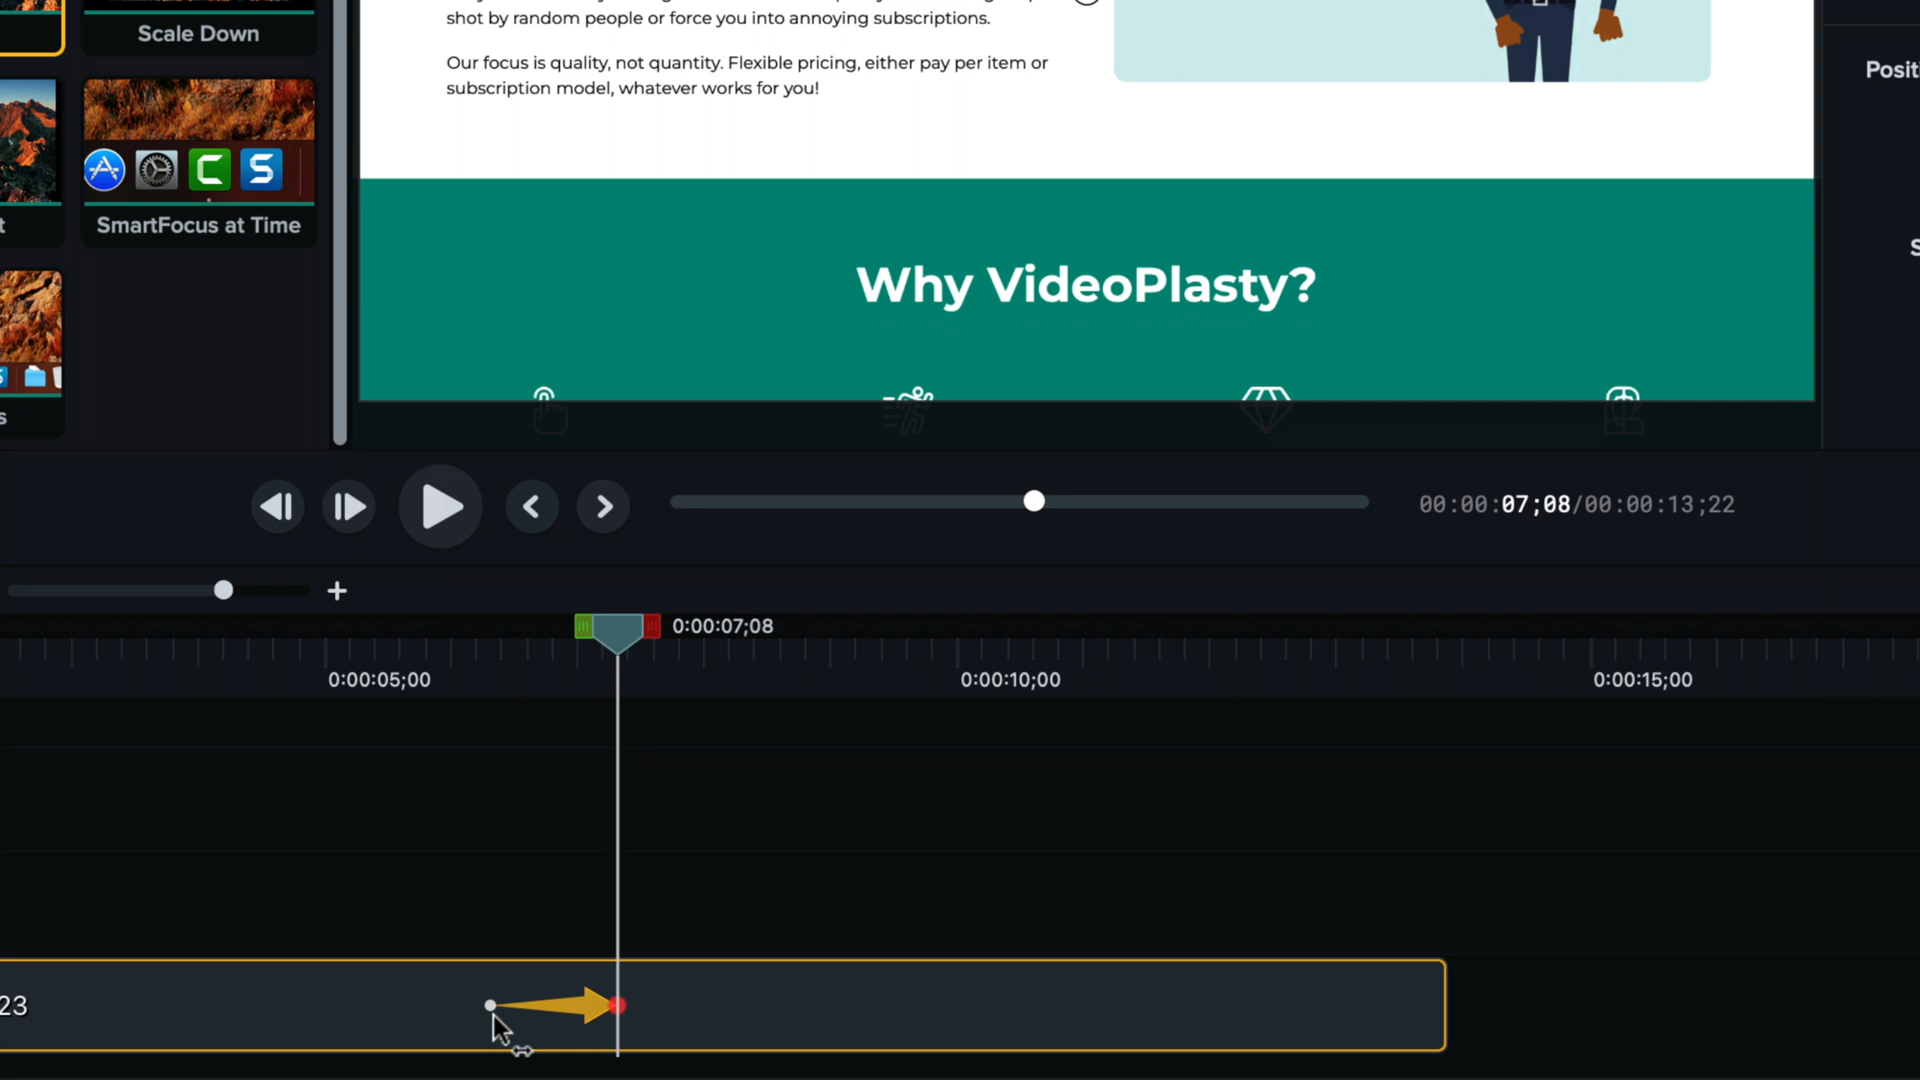 Scale Down
shot by random people or force you into annoying subscriptions.
Our focus is quality, not quantity. Flexible pricing, either pay per item or
subscription model, whatever works for you!
Positi
SmartFocus at Time
Why VideoPlasty?
00:00:07;08/00:00:13;22
0:00:07;08
0:00:05;00
0:00:10;00
0:00:15;00
23